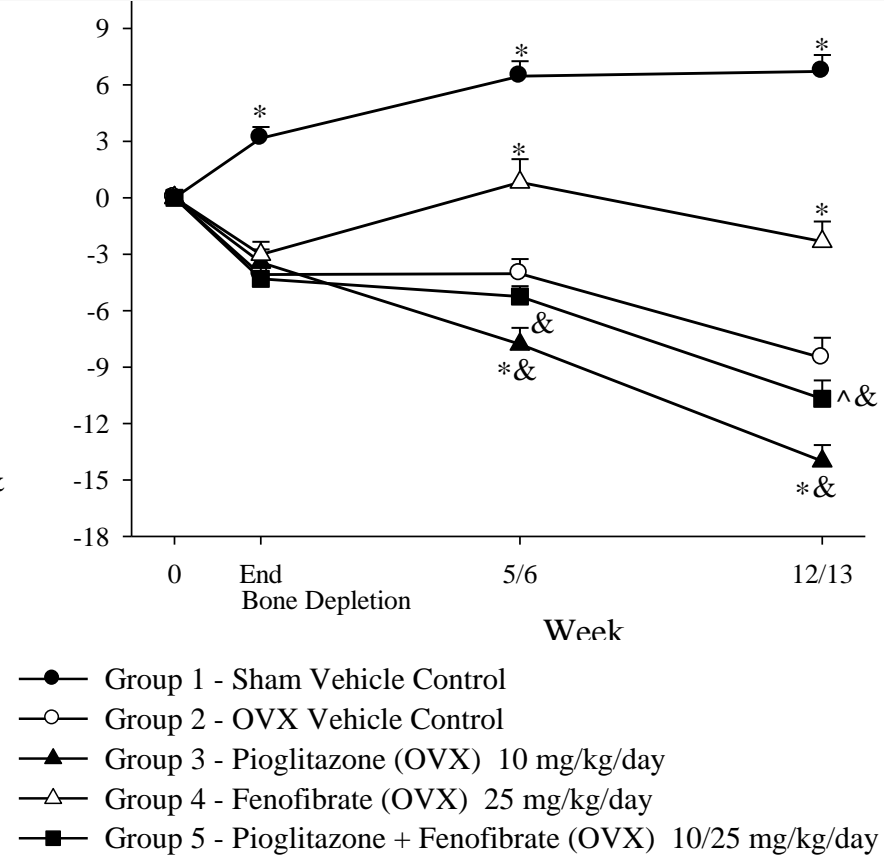 9
*
*
6
*
3
*
0
*
-3
-6
&
*&
-9
^&
-12
-15
*&
-18
0
End
5/6
12/13
Bone Depletion
Week
Group 1 - Sham Vehicle Control
Group 2 - OVX Vehicle Control
Group 3 - Pioglitazone (OVX) 10 mg/kg/day
Group 4 - Fenofibrate (OVX) 25 mg/kg/day
Group 5 - Pioglitazone + Fenofibrate (OVX) 10/25 mg/kg/day